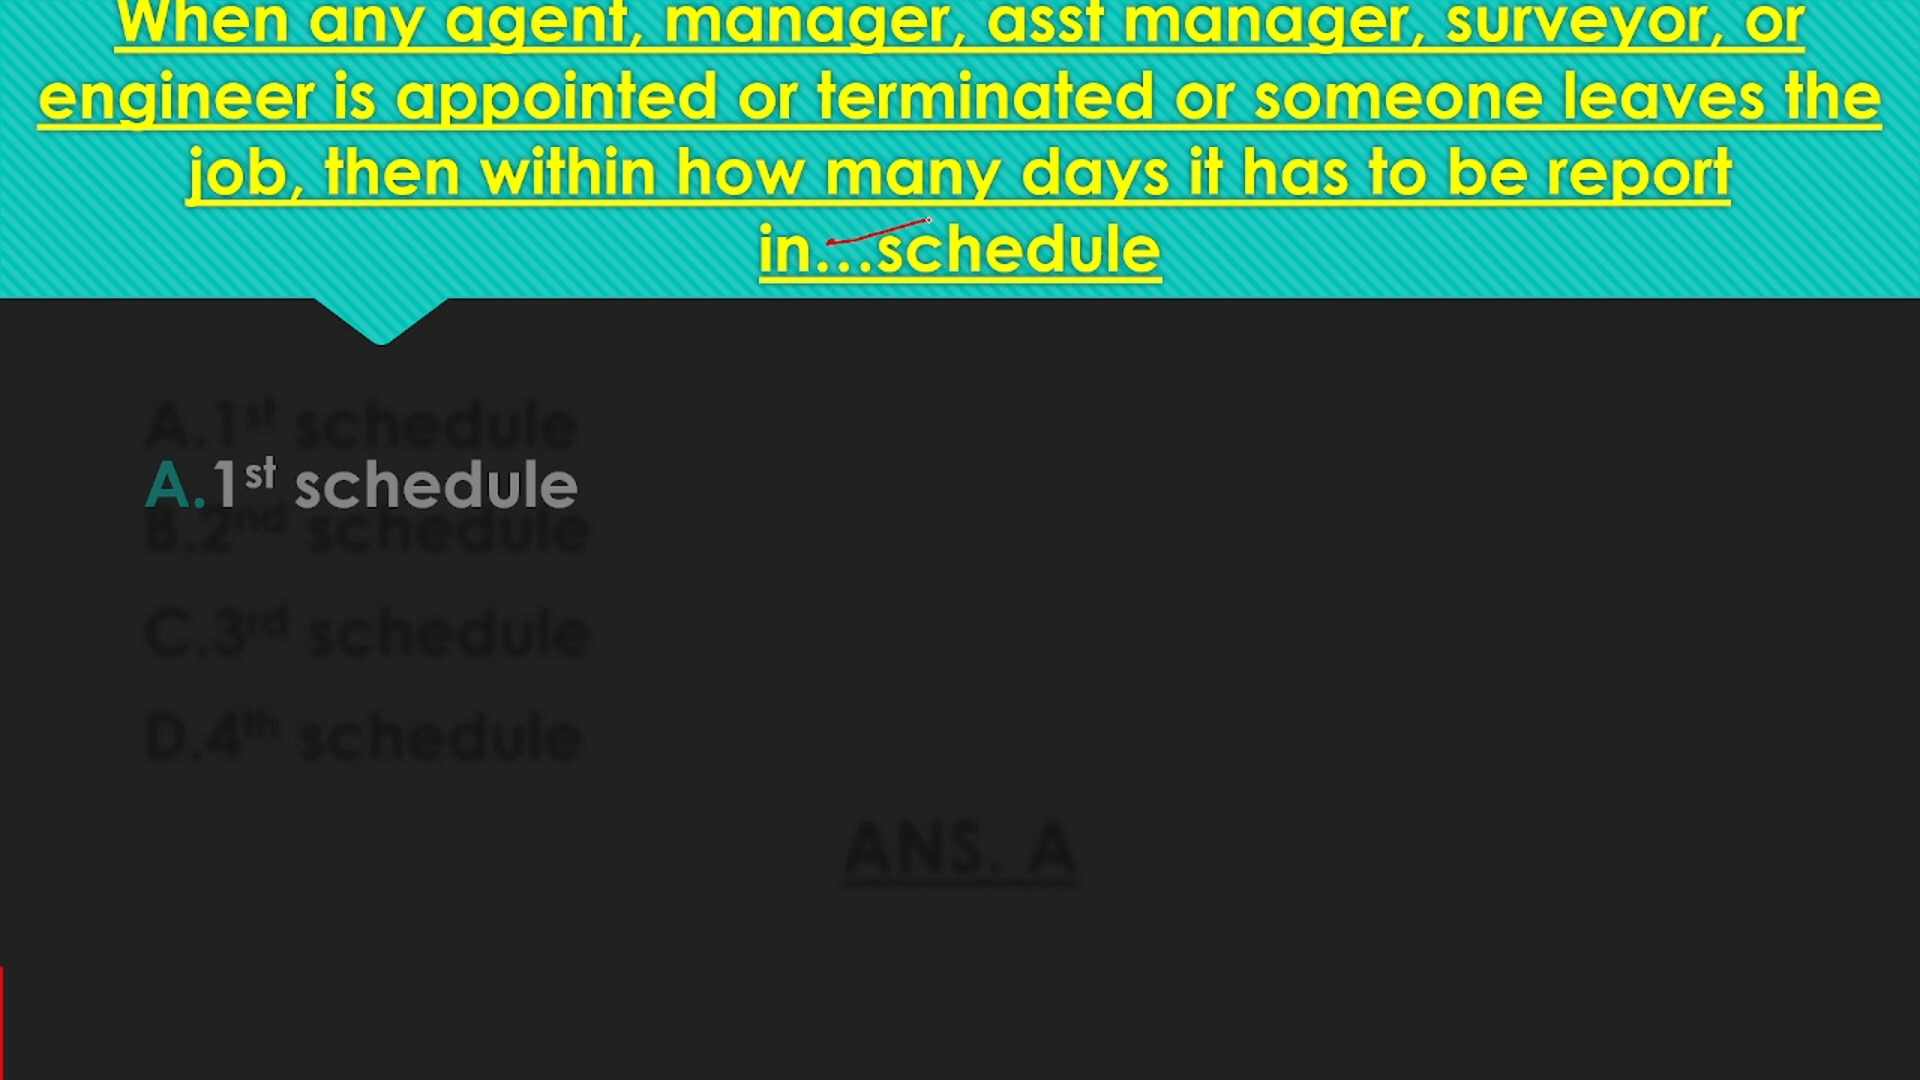 When any agent, manager, asst manager, surveyor, or
engineer is appointed or terminated or someone leaves the
job, then within how many days it has to be report
in...schedule
A.1st schedule
A.1st schedule
B.2nd schedule
C.3rd schedule
D.4th schedule
ANS. A